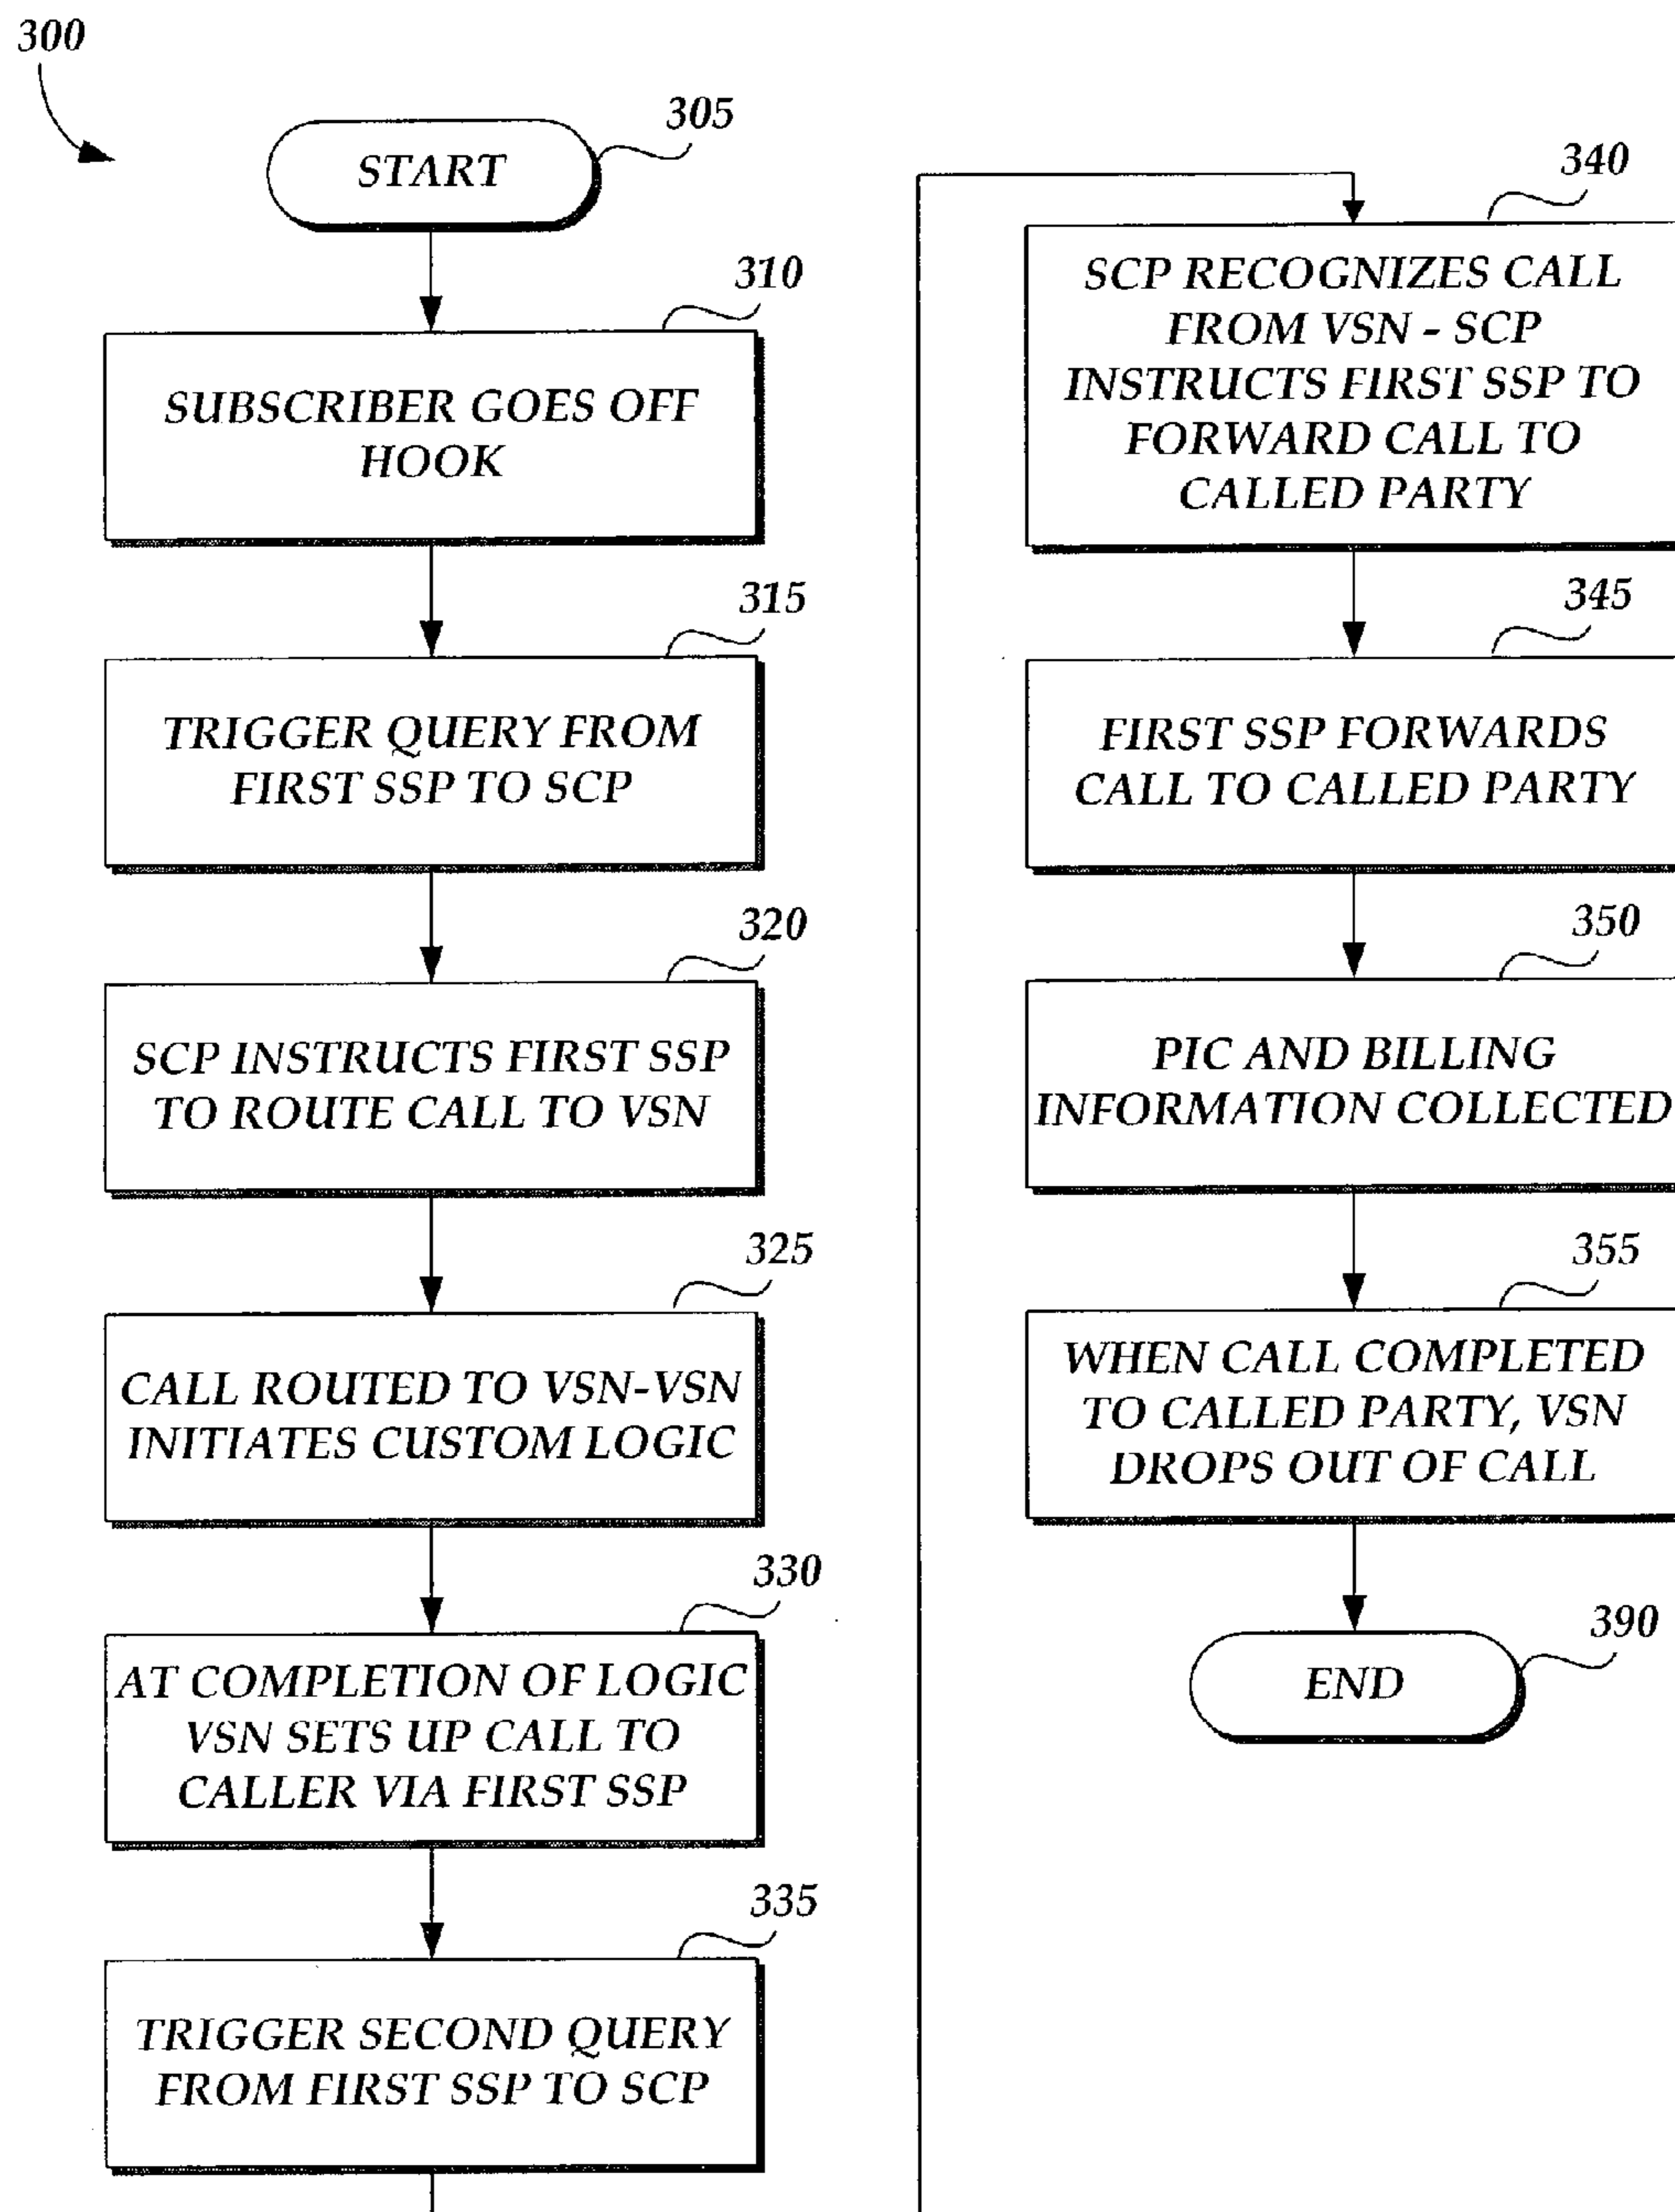 300
305
START
310
SUBSCRIBER GOES OFF
HOOK
315
TRIGGER QUERY FROM
FIRST SSP TO SCP
320
SCP INSTRUCTS FIRST SSP
TO ROUTE CALL TO VSN
325
CALL ROUTED TO VSN-VSN
INITIATES CUSTOM LOGIC
330
AT COMPLETION OF LOGIC
VSN SETS UP CALL TO
CALLER VIA FIRST SSP
335
TRIGGER SECOND QUERY
FROM FIRST SSP TO SCP
340
SCP RECOGNIZES CALL
FROM VSN - SCP
INSTRUCTS FIRST SSP TO
FORWARD CALL TO
CALLED PARTY
345
FIRST SSP FORWARDS
CALL TO CALLED PARTY
350
PIC AND BILLING
INFORMATION COLLECTED
355
WHEN CALL COMPLETED
TO CALLED PARTY, VSN
DROPS OUT OF CALL
390
END